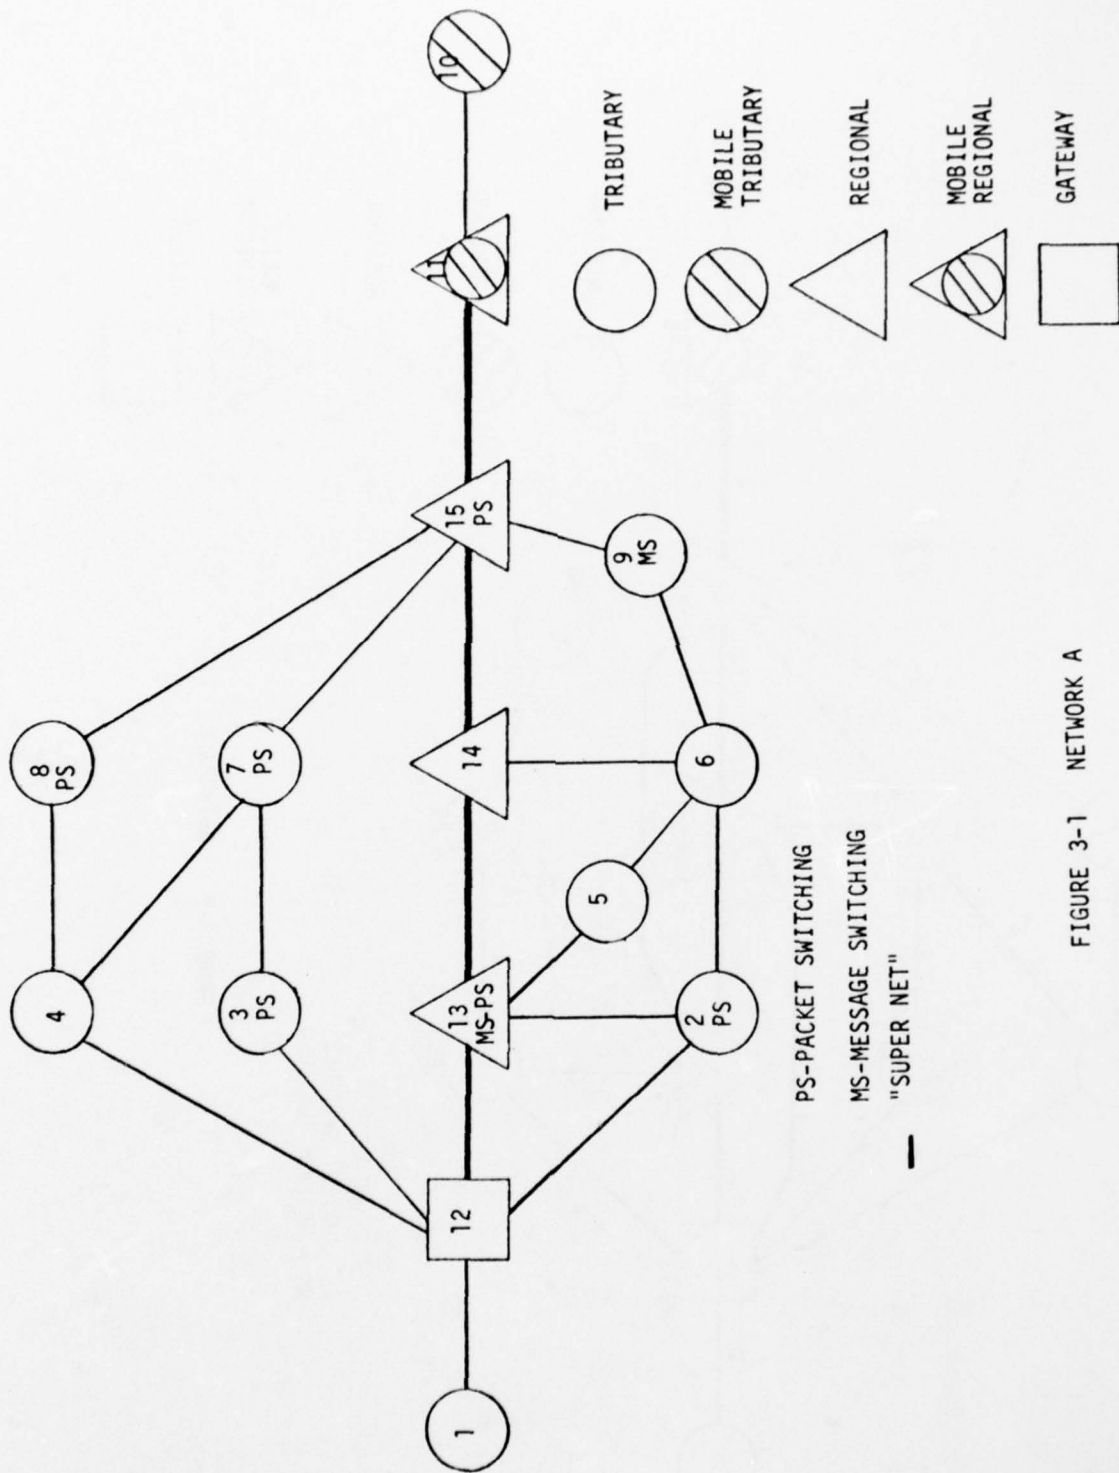 8
PS
4
7
PS
3
PS
1
12
13
MS-PS
14
15
PS
11
10
5
2
PS
6
9
MS
TRIBUTARY
MOBILE
TRIBUTARY
REGIONAL
MOBILE
REGIONAL
GATEWAY
PS-PACKET SWITCHING
MS-MESSAGE SWITCHING
"SUPER NET"
FIGURE 3-1 NETWORK A